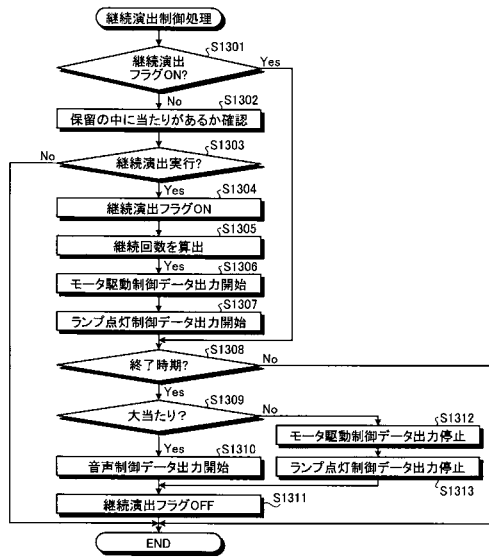 継続演出制御処理
S1301
継続演出
フラグON?
Yes
No
S1302
保留の中に当たりがあるか確認
S1303
No
継続演出実行?
Yes
S1304
継続演出フラグON
S1305
継続回数を算出
Yes
S1306
モータ駆動制御データ出力開始
S1307
ランプ点灯制御データ出力開始
S1308
終了時期?
No
Yes
S1309
大当たり?
No
S1312
モータ駆動制御データ出力停止
Yes
S1310
音声制御データ出力開始
ランプ点灯制御データ出力停止
S1313
S1311
継続演出フラグOFF
END